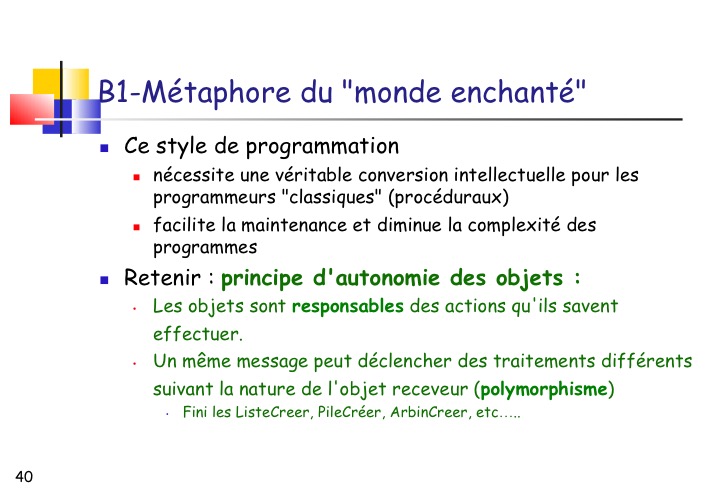 B1-Métaphore du "monde enchanté"
Ce style de programmation
nécessite une véritable conversion intellectuelle pour les
programmeurs "classiques" (procéduraux)
facilite la maintenance et diminue la complexité des
programmes
Retenir : principe d'autonomie des objets :
Les objets sont responsables des actions qu'ils savent
effectuer.
Un même message peut déclencher des traitements différents
suivant la nature de l'objet receveur (polymorphisme)
Fini les ListeCreer, PileCréer, ArbinCreer, etc…..
40